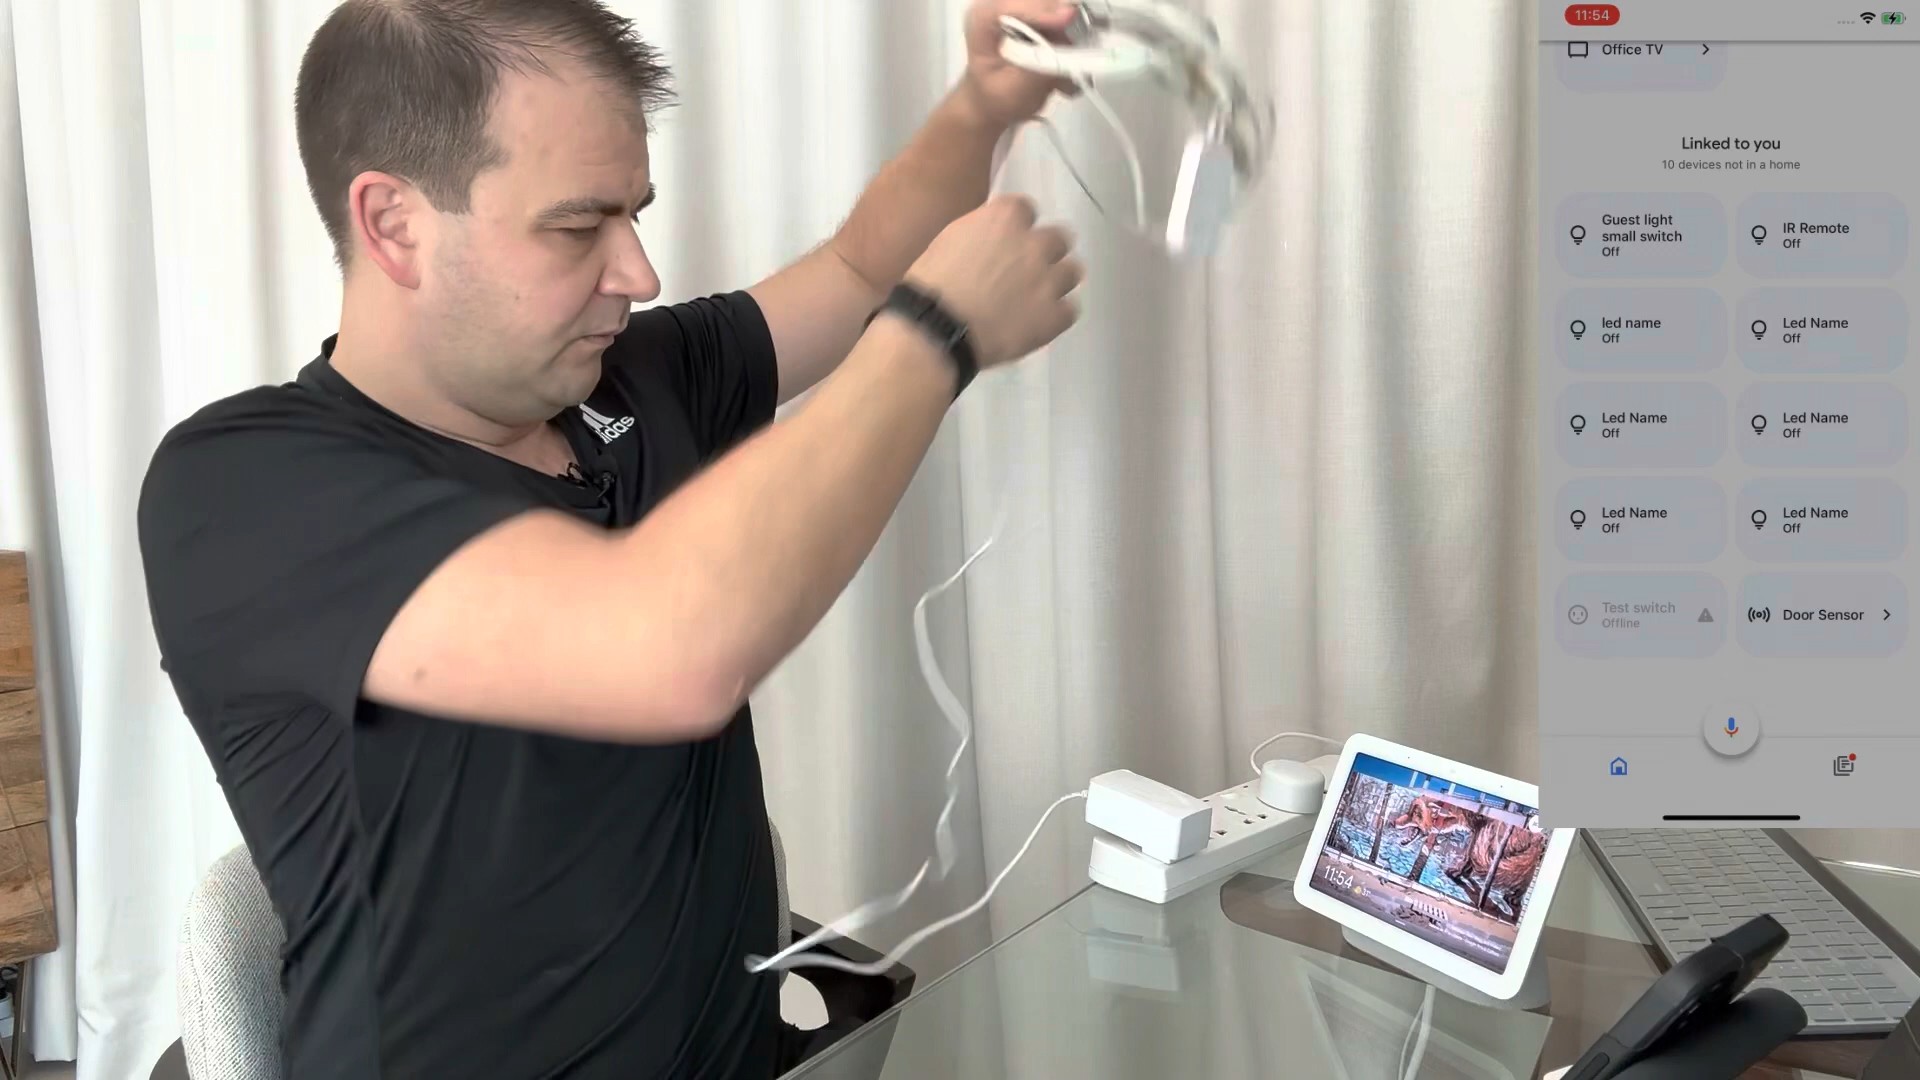 11:54
Office TV
Linked to you
10 devices not in a home
Guest light
small switch
Off
IR Remote
Off
led name
Off
Led Name
Off
Led Name
Off
Led Name
Off
Led Name
Off
Led Name
Off
Test switch
Offline
Door Sensor
adidas
11:54